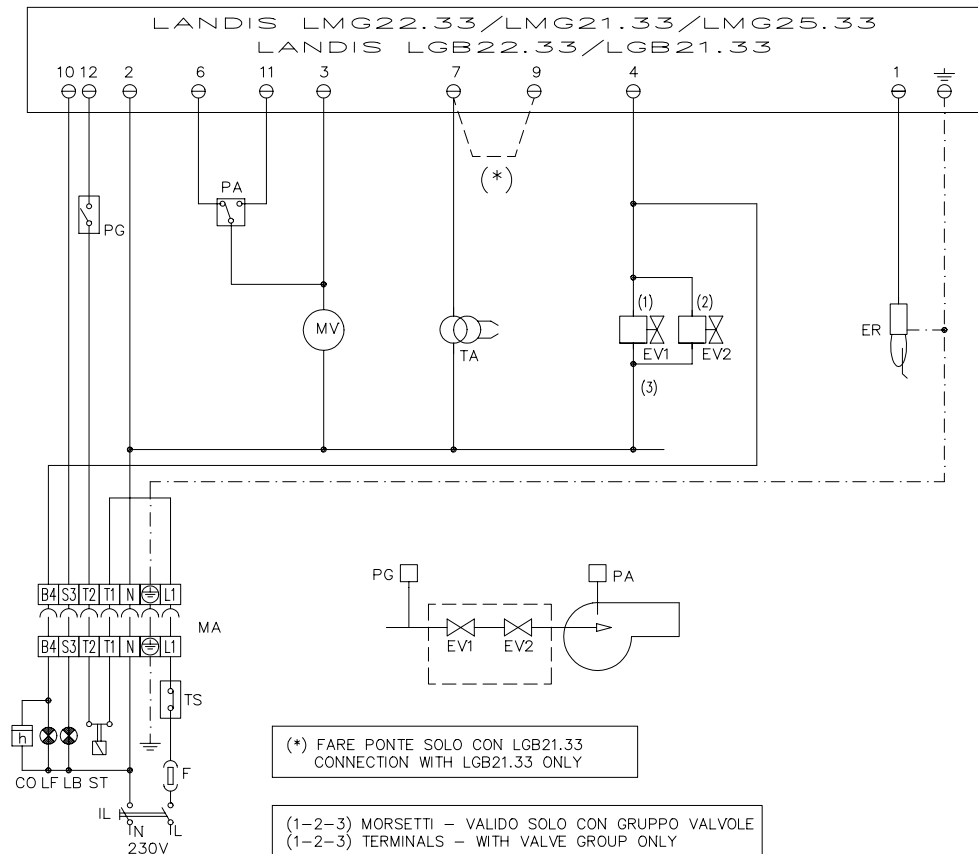 LANDIS LMG22.33/LMG21.33/LMG25.33
LANDIS LGB22.33/LGB21.33
10 12 2 6 11 3 7 9 4 1
(*)
PA
PG
MV
TA
(1) (2)
EV1 EV2
(3)
ER
B4 S3 T2 T1 N L1
MA
B4 S3 T2 T1 N L1
PG PA
EV1 EV2
TS
h
F
CO LF LB ST
IL
N L
230V
(*) FARE PONTE SOLO CON LGB21.33
CONNECTION WITH LGB21.33 ONLY
(1-2-3) MORSETTI - VALIDO SOLO CON GRUPPO VALVOLE
(1-2-3) TERMINALS - WITH VALVE GROUP ONLY